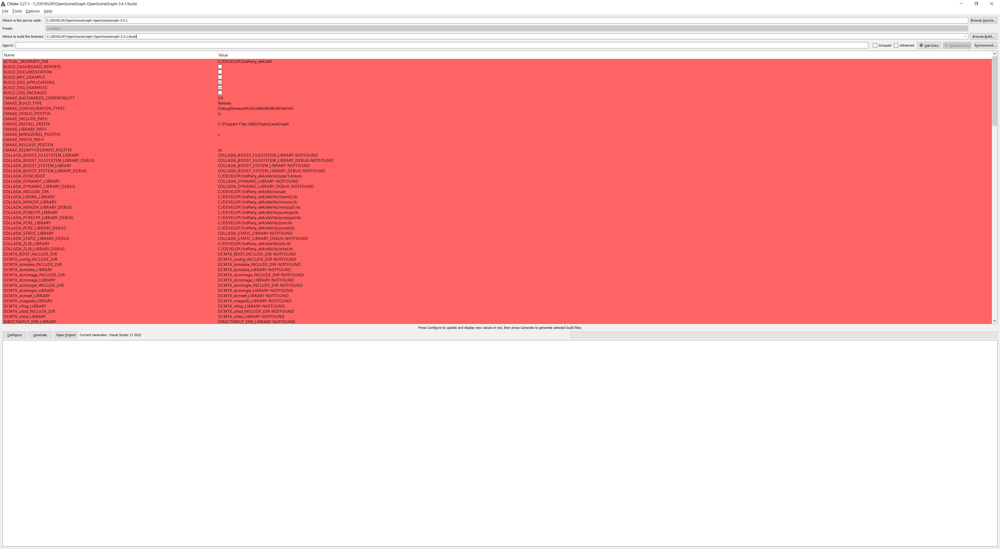 CMake 3.27.1 - C:/DEVELOP/OpenSceneGraph-OpenSceneGraph-3.4.1/build
File Tools Options Help
Where is the source code: C:/DEVELOP/OpenSceneGraph-OpenSceneGraph-3.4.1 Browse Source...
Preset: <custom>
Where to build the binaries: C:/DEVELOP/OpenSceneGraph-OpenSceneGraph-3.4.1/build Browse Build...
Search: Grouped Advanced Add Entry Remove Entry Environment...
Name Value
ACTUAL_3RDPARTY_DIR C:/DEVELOP/3rdParty_x64/x64
BUILD_DASHBOARD_REPORTS
BUILD_DOCUMENTATION
BUILD_MFC_EXAMPLE
BUILD_OSG_APPLICATIONS
BUILD_OSG_EXAMPLES
BUILD_OSG_PACKAGES
CMAKE_BACKWARDS_COMPATIBILITY 2.4
CMAKE_BUILD_TYPE Release
CMAKE_CONFIGURATION_TYPES Debug;Release;MinSizeRel;RelWithDebInfo
CMAKE_DEBUG_POSTFIX d
CMAKE_INCLUDE_PATH
CMAKE_INSTALL_PREFIX C:/Program Files (x86)/OpenSceneGraph
CMAKE_LIBRARY_PATH
CMAKE_MINSIZEREL_POSTFIX s
CMAKE_PREFIX_PATH
CMAKE_RELEASE_POSTFIX
CMAKE_RELWITHDEBINFO_POSTFIX rd
COLLADA_BOOST_FILESYSTEM_LIBRARY COLLADA_BOOST_FILESYSTEM_LIBRARY-NOTFOUND
COLLADA_BOOST_FILESYSTEM_LIBRARY_DEBUG COLLADA_BOOST_FILESYSTEM_LIBRARY_DEBUG-NOTFOUND
COLLADA_BOOST_SYSTEM_LIBRARY COLLADA_BOOST_SYSTEM_LIBRARY-NOTFOUND
COLLADA_BOOST_SYSTEM_LIBRARY_DEBUG COLLADA_BOOST_SYSTEM_LIBRARY_DEBUG-NOTFOUND
COLLADA_DOM_ROOT C:/DEVELOP/3rdParty_x64/x64/include/1.4/dom
COLLADA_DYNAMIC_LIBRARY COLLADA_DYNAMIC_LIBRARY-NOTFOUND
COLLADA_DYNAMIC_LIBRARY_DEBUG COLLADA_DYNAMIC_LIBRARY_DEBUG-NOTFOUND
COLLADA_INCLUDE_DIR C:/DEVELOP/3rdParty_x64/x64/include
COLLADA_LIBXML_LIBRARY C:/DEVELOP/3rdParty_x64/x64/lib/libxml2.lib
COLLADA_MINIZIP_LIBRARY C:/DEVELOP/3rdParty_x64/x64/lib/minizip.lib
COLLADA_MINIZIP_LIBRARY_DEBUG C:/DEVELOP/3rdParty_x64/x64/lib/minizipD.lib
COLLADA_PCRECPP_LIBRARY C:/DEVELOP/3rdParty_x64/x64/lib/pcrecpp.lib
COLLADA_PCRECPP_LIBRARY_DEBUG C:/DEVELOP/3rdParty_x64/x64/lib/pcrecppd.lib
COLLADA_PCRE_LIBRARY C:/DEVELOP/3rdParty_x64/x64/lib/pcre.lib
COLLADA_PCRE_LIBRARY_DEBUG C:/DEVELOP/3rdParty_x64/x64/lib/pcred.lib
COLLADA_STATIC_LIBRARY COLLADA_STATIC_LIBRARY-NOTFOUND
COLLADA_STATIC_LIBRARY_DEBUG COLLADA_STATIC_LIBRARY_DEBUG-NOTFOUND
COLLADA_ZLIB_LIBRARY C:/DEVELOP/3rdParty_x64/x64/lib/zlib.lib
COLLADA_ZLIB_LIBRARY_DEBUG C:/DEVELOP/3rdParty_x64/x64/lib/zlibd.lib
DCMTK_ROOT_INCLUDE_DIR DCMTK_ROOT_INCLUDE_DIR-NOTFOUND
DCMTK_config_INCLUDE_DIR DCMTK_config_INCLUDE_DIR-NOTFOUND
DCMTK_dcmdata_INCLUDE_DIR DCMTK_dcmdata_INCLUDE_DIR-NOTFOUND
DCMTK_dcmdata_LIBRARY DCMTK_dcmdata_LIBRARY-NOTFOUND
DCMTK_dcmimage_INCLUDE_DIR DCMTK_dcmimage_INCLUDE_DIR-NOTFOUND
DCMTK_dcmimage_LIBRARY DCMTK_dcmimage_LIBRARY-NOTFOUND
DCMTK_dcmimgle_INCLUDE_DIR DCMTK_dcmimgle_INCLUDE_DIR-NOTFOUND
DCMTK_dcmimgle_LIBRARY DCMTK_dcmimgle_LIBRARY-NOTFOUND
DCMTK_dcmnet_LIBRARY DCMTK_dcmnet_LIBRARY-NOTFOUND
DCMTK_imagedb_LIBRARY DCMTK_imagedb_LIBRARY-NOTFOUND
DCMTK_oflog_LIBRARY DCMTK_oflog_LIBRARY-NOTFOUND
DCMTK_ofstd_INCLUDE_DIR DCMTK_ofstd_INCLUDE_DIR-NOTFOUND
DCMTK_ofstd_LIBRARY DCMTK_ofstd_LIBRARY-NOTFOUND
DIRECTINPUT_ERR_LIBRARY DIRECTINPUT_ERR_LIBRARY-NOTFOUND
Press Configure to update and display new values in red, then press Generate to generate selected build files.
Configure Generate Open Project Current Generator: Visual Studio 17 2022